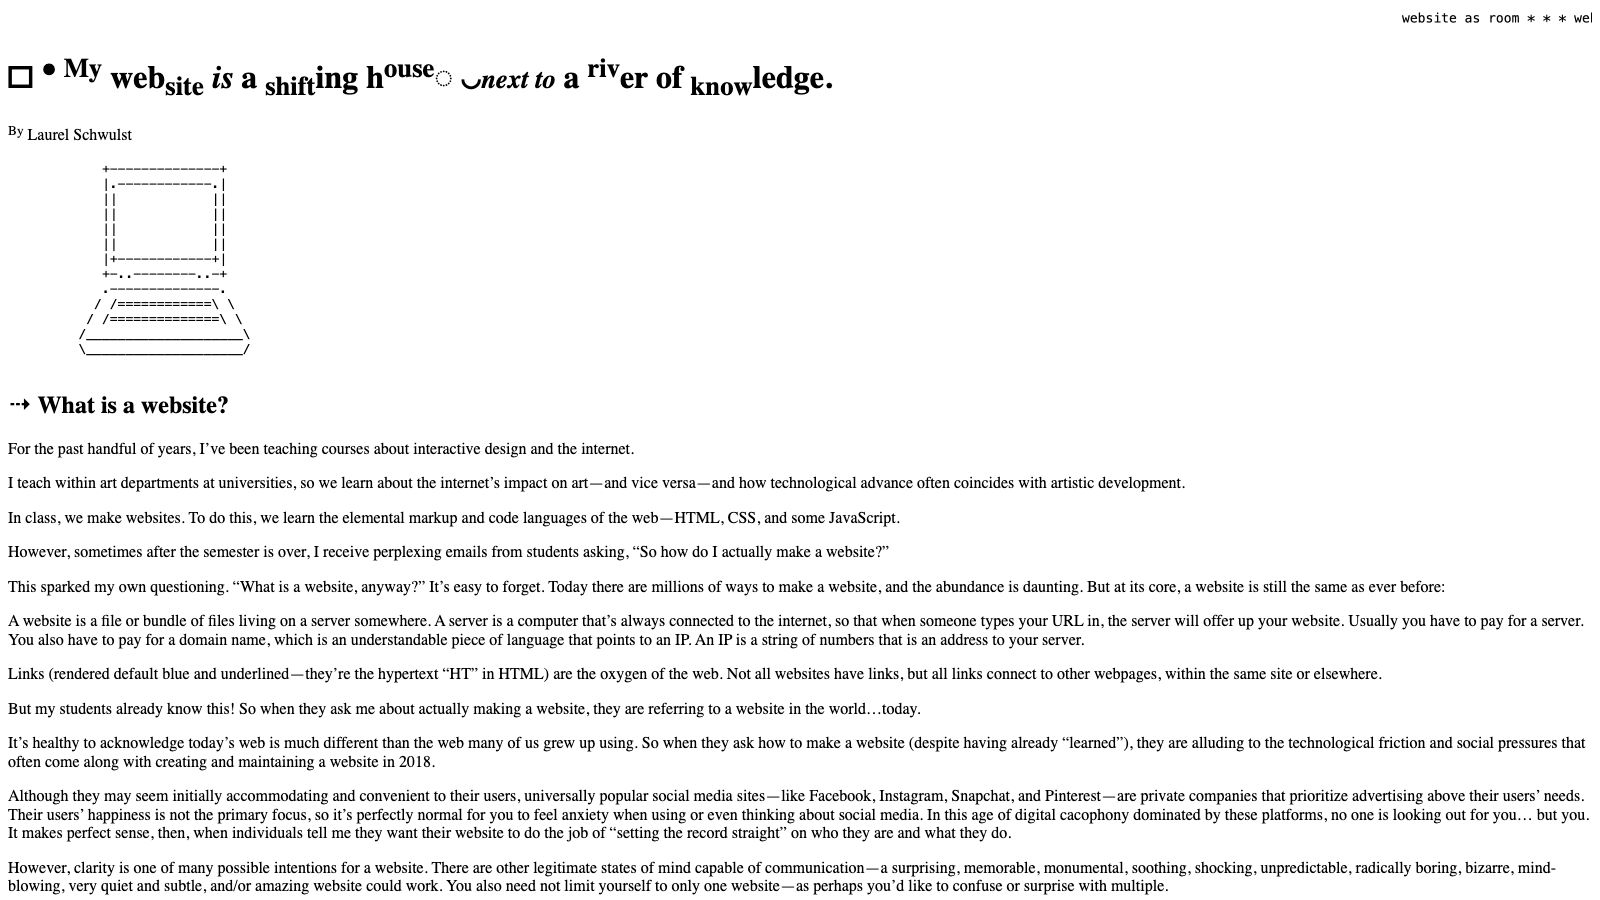 website as room * * * we
□ • My website is a shifting house◌ ◡next to a river of knowledge.
By Laurel Schwulst
+--------------+
|.------------.|
||            ||
||            ||
||            ||
||            ||
|+------------+|
+-..--------..-+
.--------------.
/ /============\ \
/ /==============\ \
/____________________\
\____________________/
⇢ What is a website?
For the past handful of years, I’ve been teaching courses about interactive design and the internet.
I teach within art departments at universities, so we learn about the internet’s impact on art—and vice versa—and how technological advance often coincides with artistic development.
In class, we make websites. To do this, we learn the elemental markup and code languages of the web—HTML, CSS, and some JavaScript.
However, sometimes after the semester is over, I receive perplexing emails from students asking, “So how do I actually make a website?”
This sparked my own questioning. “What is a website, anyway?” It’s easy to forget. Today there are millions of ways to make a website, and the abundance is daunting. But at its core, a website is still the same as ever before:
A website is a file or bundle of files living on a server somewhere. A server is a computer that’s always connected to the internet, so that when someone types your URL in, the server will offer up your website. Usually you have to pay for a server.
You also have to pay for a domain name, which is an understandable piece of language that points to an IP. An IP is a string of numbers that is an address to your server.
Links (rendered default blue and underlined—they’re the hypertext “HT” in HTML) are the oxygen of the web. Not all websites have links, but all links connect to other webpages, within the same site or elsewhere.
But my students already know this! So when they ask me about actually making a website, they are referring to a website in the world…today.
It’s healthy to acknowledge today’s web is much different than the web many of us grew up using. So when they ask how to make a website (despite having already “learned”), they are alluding to the technological friction and social pressures that
often come along with creating and maintaining a website in 2018.
Although they may seem initially accommodating and convenient to their users, universally popular social media sites—like Facebook, Instagram, Snapchat, and Pinterest—are private companies that prioritize advertising above their users’ needs.
Their users’ happiness is not the primary focus, so it’s perfectly normal for you to feel anxiety when using or even thinking about social media. In this age of digital cacophony dominated by these platforms, no one is looking out for you… but you.
It makes perfect sense, then, when individuals tell me they want their website to do the job of “setting the record straight” on who they are and what they do.
However, clarity is one of many possible intentions for a website. There are other legitimate states of mind capable of communication—a surprising, memorable, monumental, soothing, shocking, unpredictable, radically boring, bizarre, mind-
blowing, very quiet and subtle, and/or amazing website could work. You also need not limit yourself to only one website—as perhaps you’d like to confuse or surprise with multiple.